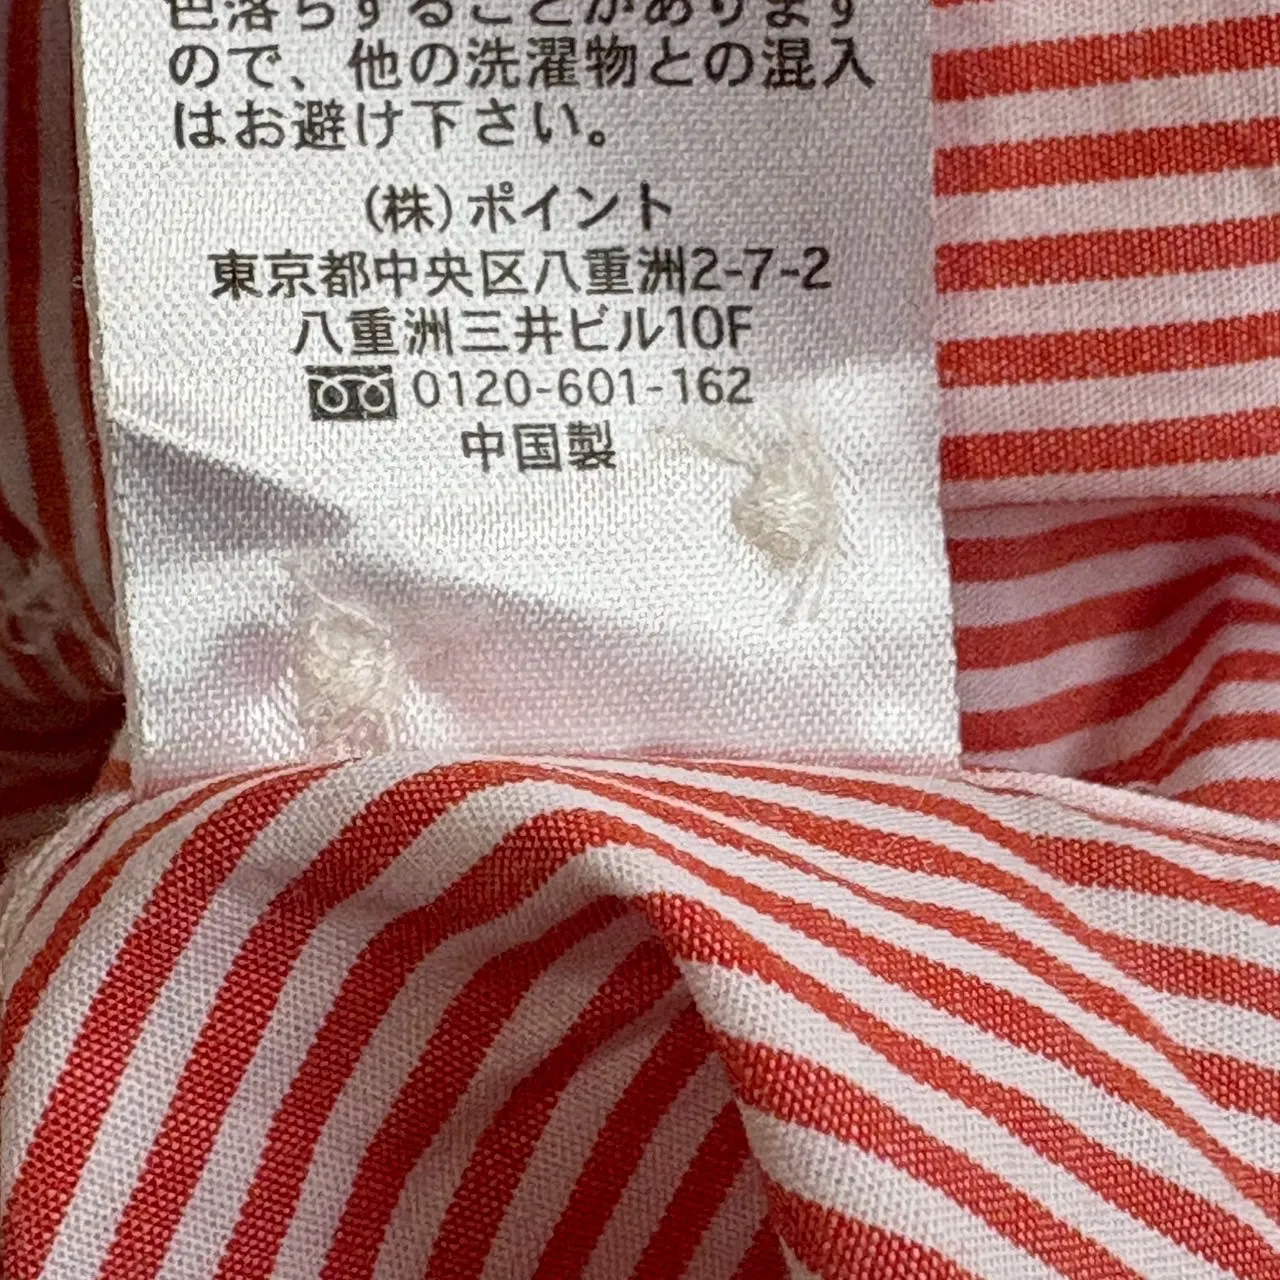 色落ちすることがあります
ので、他の洗濯物との混入
はお避け下さい。
(株)ポイント
東京都中央区八重洲2-7-2
八重洲三井ビル10F
0120-601-162
中国製